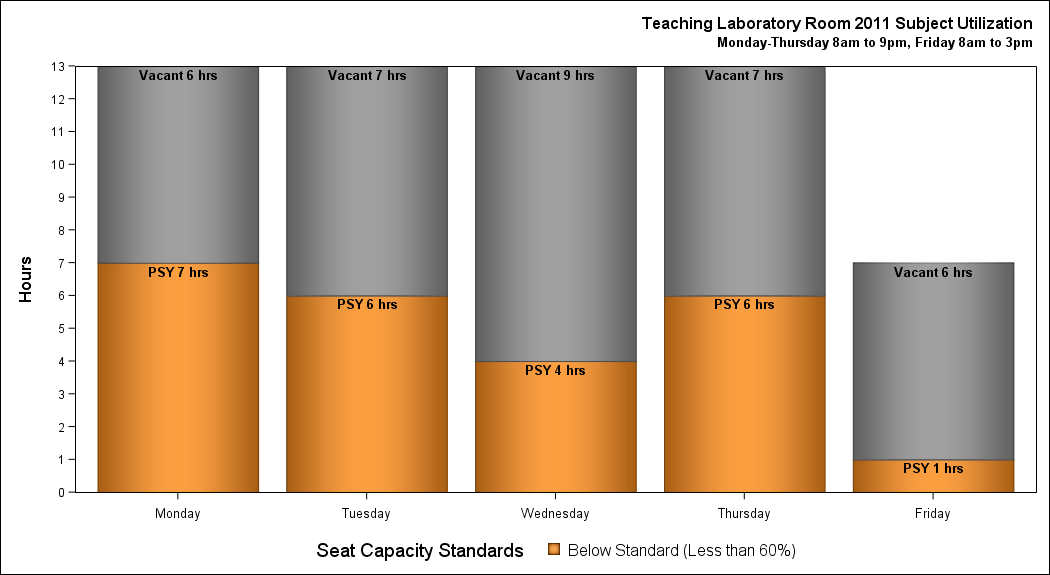 Teaching Laboratory Room 2011 Subject Utilization
Monday-Thursday 8am to 9pm, Friday 8am to 3pm
Hours
13
12
11
10
9
8
7
6
5
4
3
2
1
0
Vacant 6 hrs
PSY 7 hrs
Vacant 7 hrs
PSY 6 hrs
Vacant 9 hrs
PSY 4 hrs
Vacant 7 hrs
PSY 6 hrs
Vacant 6 hrs
PSY 1 hrs
Monday
Tuesday
Wednesday
Thursday
Friday
Seat Capacity Standards
Below Standard (Less than 60%)